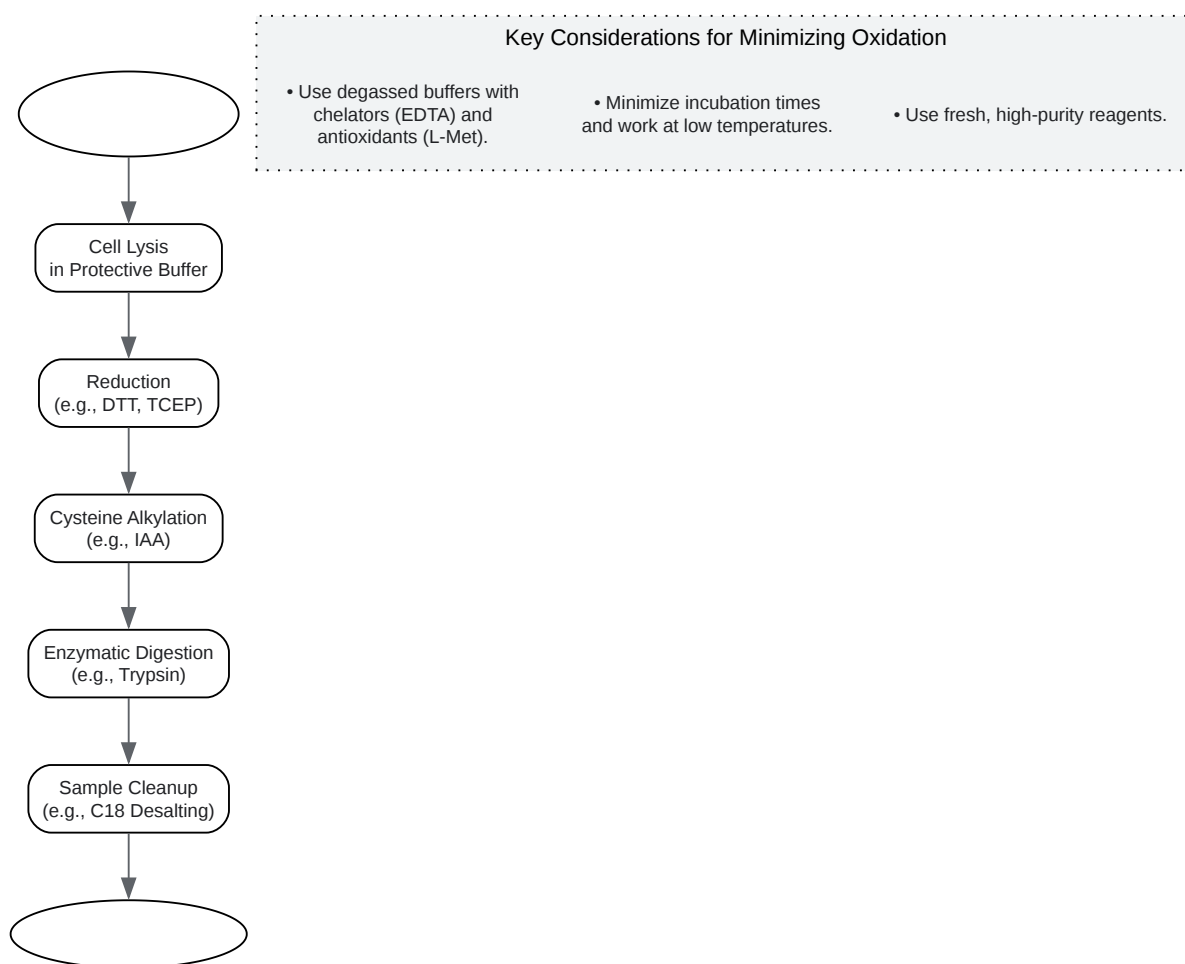 Key Considerations for Minimizing Oxidation
• Use degassed buffers with
chelators (EDTA) and
antioxidants (L-Met).
• Minimize incubation times
and work at low temperatures.
• Use fresh, high-purity reagents.
Cell Lysis
in Protective Buffer
Reduction
(e.g., DTT, TCEP)
Cysteine Alkylation
(e.g., IAA)
Enzymatic Digestion
(e.g., Trypsin)
Sample Cleanup
(e.g., C18 Desalting)